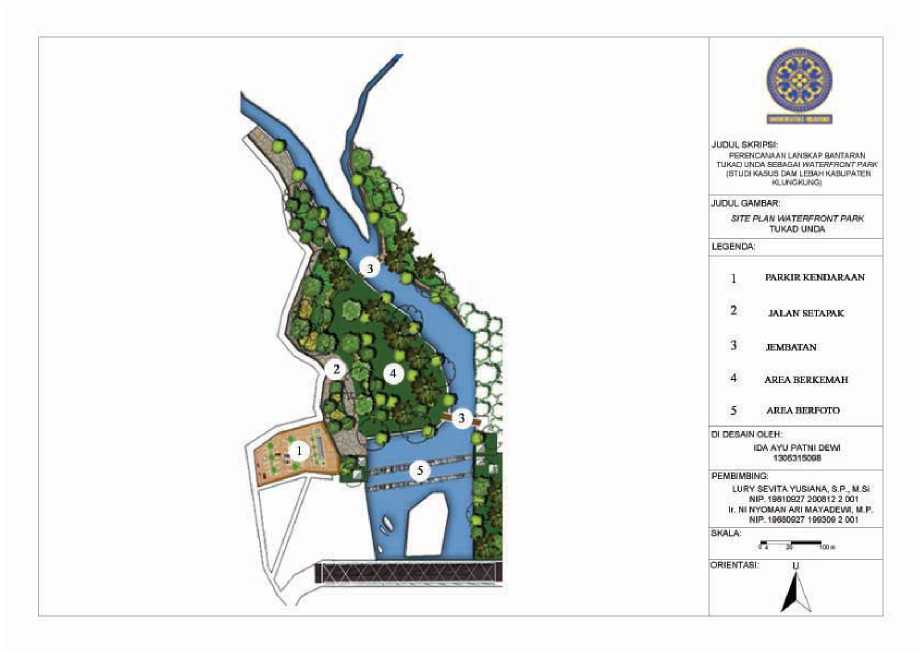 JUDUL SKRIPSI:
PERENCANAAN LANSKAP BANTARAN
TUKAD UNDA SEBAGAI WATERFRONT PARK
(STUDI KASUS DAM LEBAH KABUPATEN
KLUNGKUNG)
JUDUL GAMBAR:
SITE PLAN WATERFRONT PARK
TUKAD UNDA
LEGENDA:
1 PARKIR KENDARAAN
2 JALAN SETAPAK
3 JEMBATAN
4 AREA BERKEMAH
5 AREA BERFOTO
DI DESAIN OLEH:
IDA AYU PATNI DEWI
1305315098
PEMBIMBING:
LURY SEVITA YUSIANA, S.P., M.Si
NIP. 19810927 200812 2 001
Ir. NI NYOMAN ARI MAYADEWI, M.P.
NIP. 19680927 199309 2 001
SKALA:
0 4 20 100 m
ORIENTASI:
U
3
2
4
3
1
5